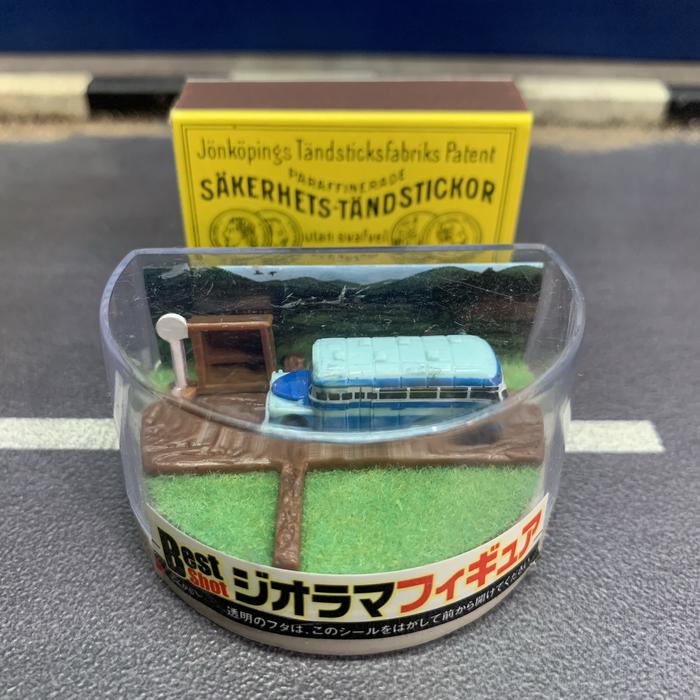 Jönköpings Tändsticksfabriks Patent
PARAFFINERADE
SÄKERHETS-TÄNDSTICKOR
utan svafvel
Best
Shot
ジオラマフィギュア
透明のフタは、このシールをはがして前から開けてください